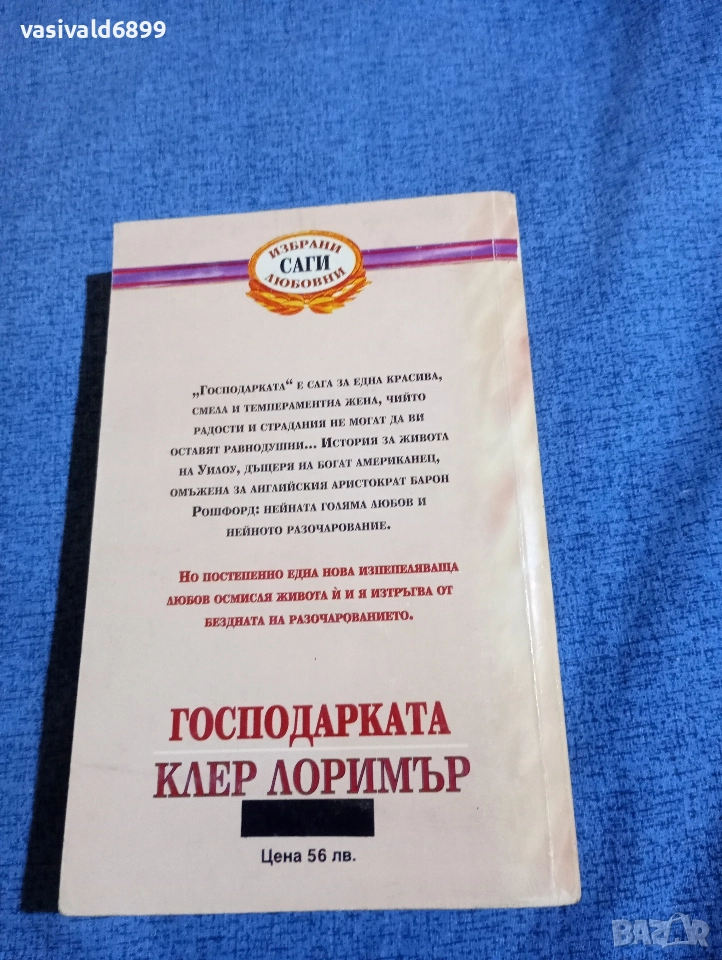 vasivald6899
ИЗБРАНИ
САГИ
ЛЮБОВНИ
„Господарката“ е сага за една красива,
смела и темпераментна жена, чийто
радости и страдания не могат да ви
оставят равнодушни... История за живота
на Уилоу, дъщеря на богат американец,
омъжена за английския аристократ барон
Рошфорд: нейната голяма любов и
нейното разочарование.
Но постепенно една нова изпепеляваща
любов осмисля живота ѝ и я изтръгва от
бездната на разочарованието.
ГОСПОДАРКАТА
КЛЕР ЛОРИМЪР
Цена 56 лв.
BAZAR